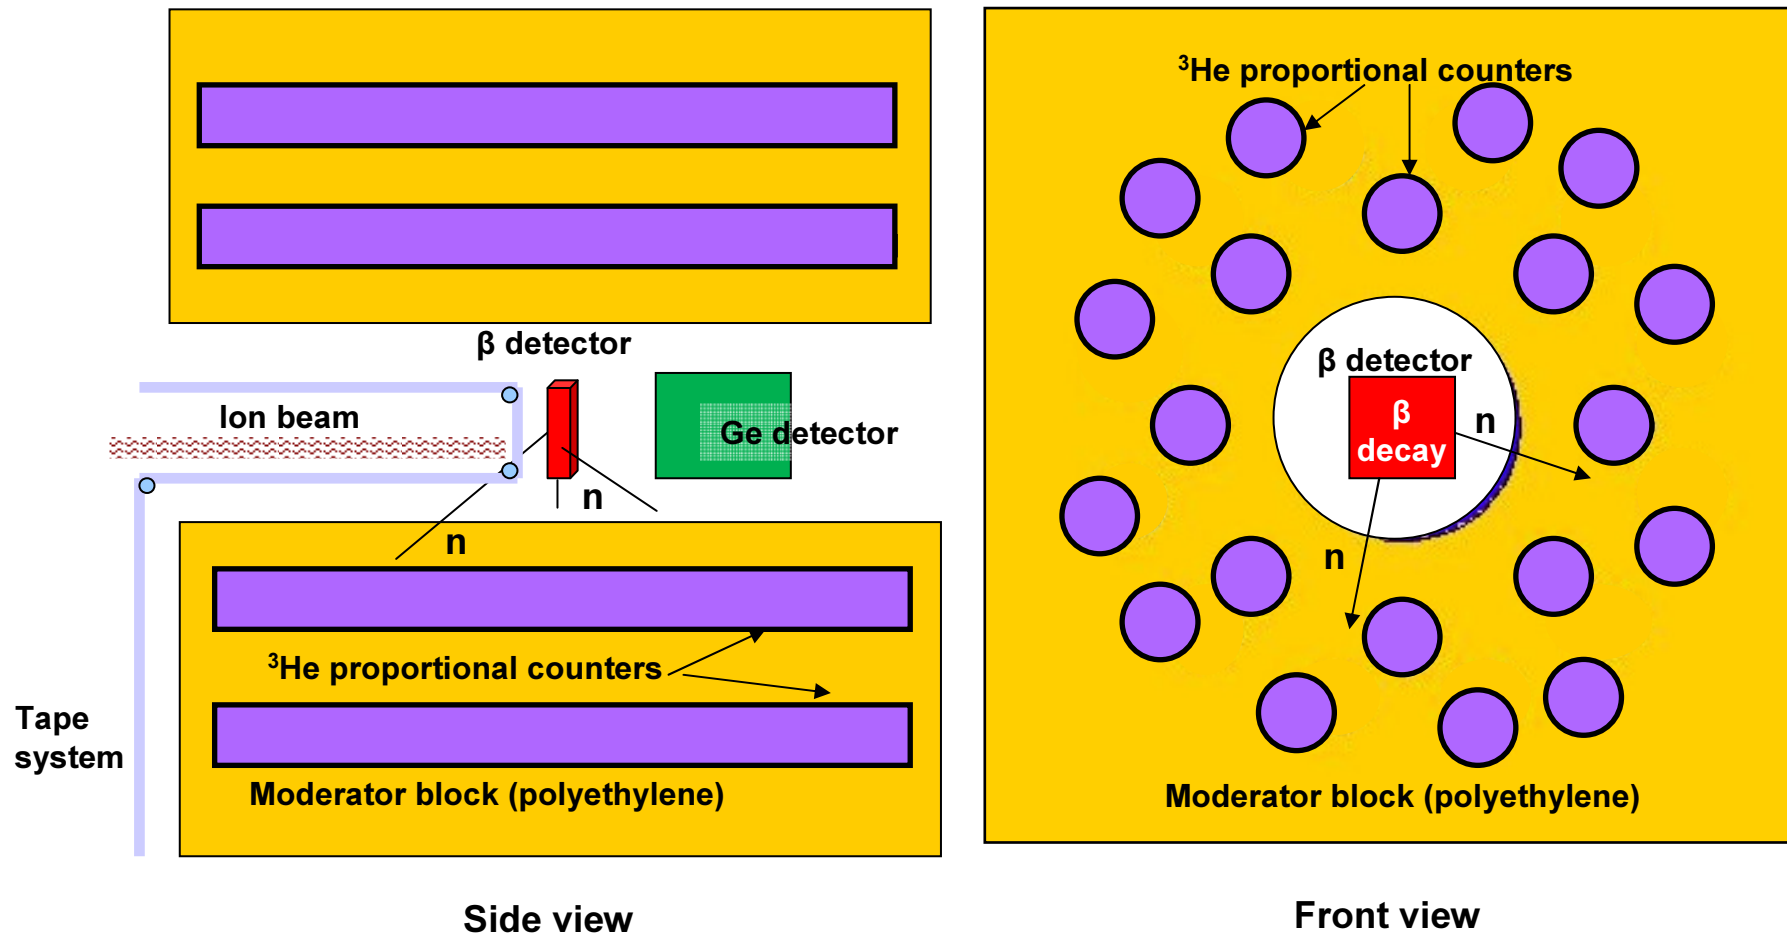 β detector
Ion beam
Ge detector
n
n
³He proportional counters
Tape
system
Moderator block (polyethylene)
Side view
³He proportional counters
β detector
β
decay
n
n
Moderator block (polyethylene)
Front view